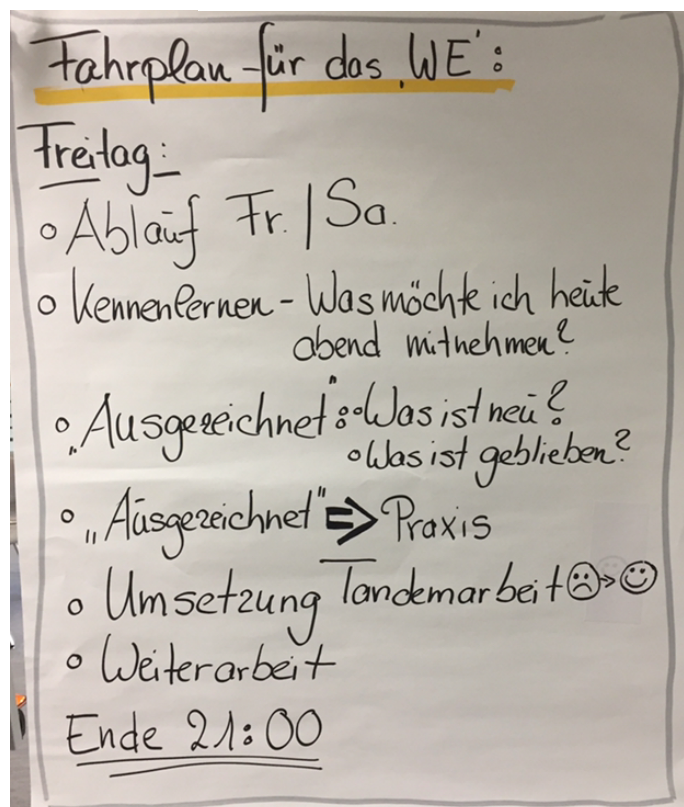 Fahrplan für das ‚WE':
Freitag:
o Ablauf Fr. | Sa.
o Kennenlernen - Was möchte ich heute
abend mitnehmen?
o „Ausgezeichnet": o Was ist neu?
o Was ist geblieben?
o „Ausgezeichnet" => Praxis
o Umsetzung Tandemarbeit ☹->☺
o Weiterarbeit
Ende 21:00